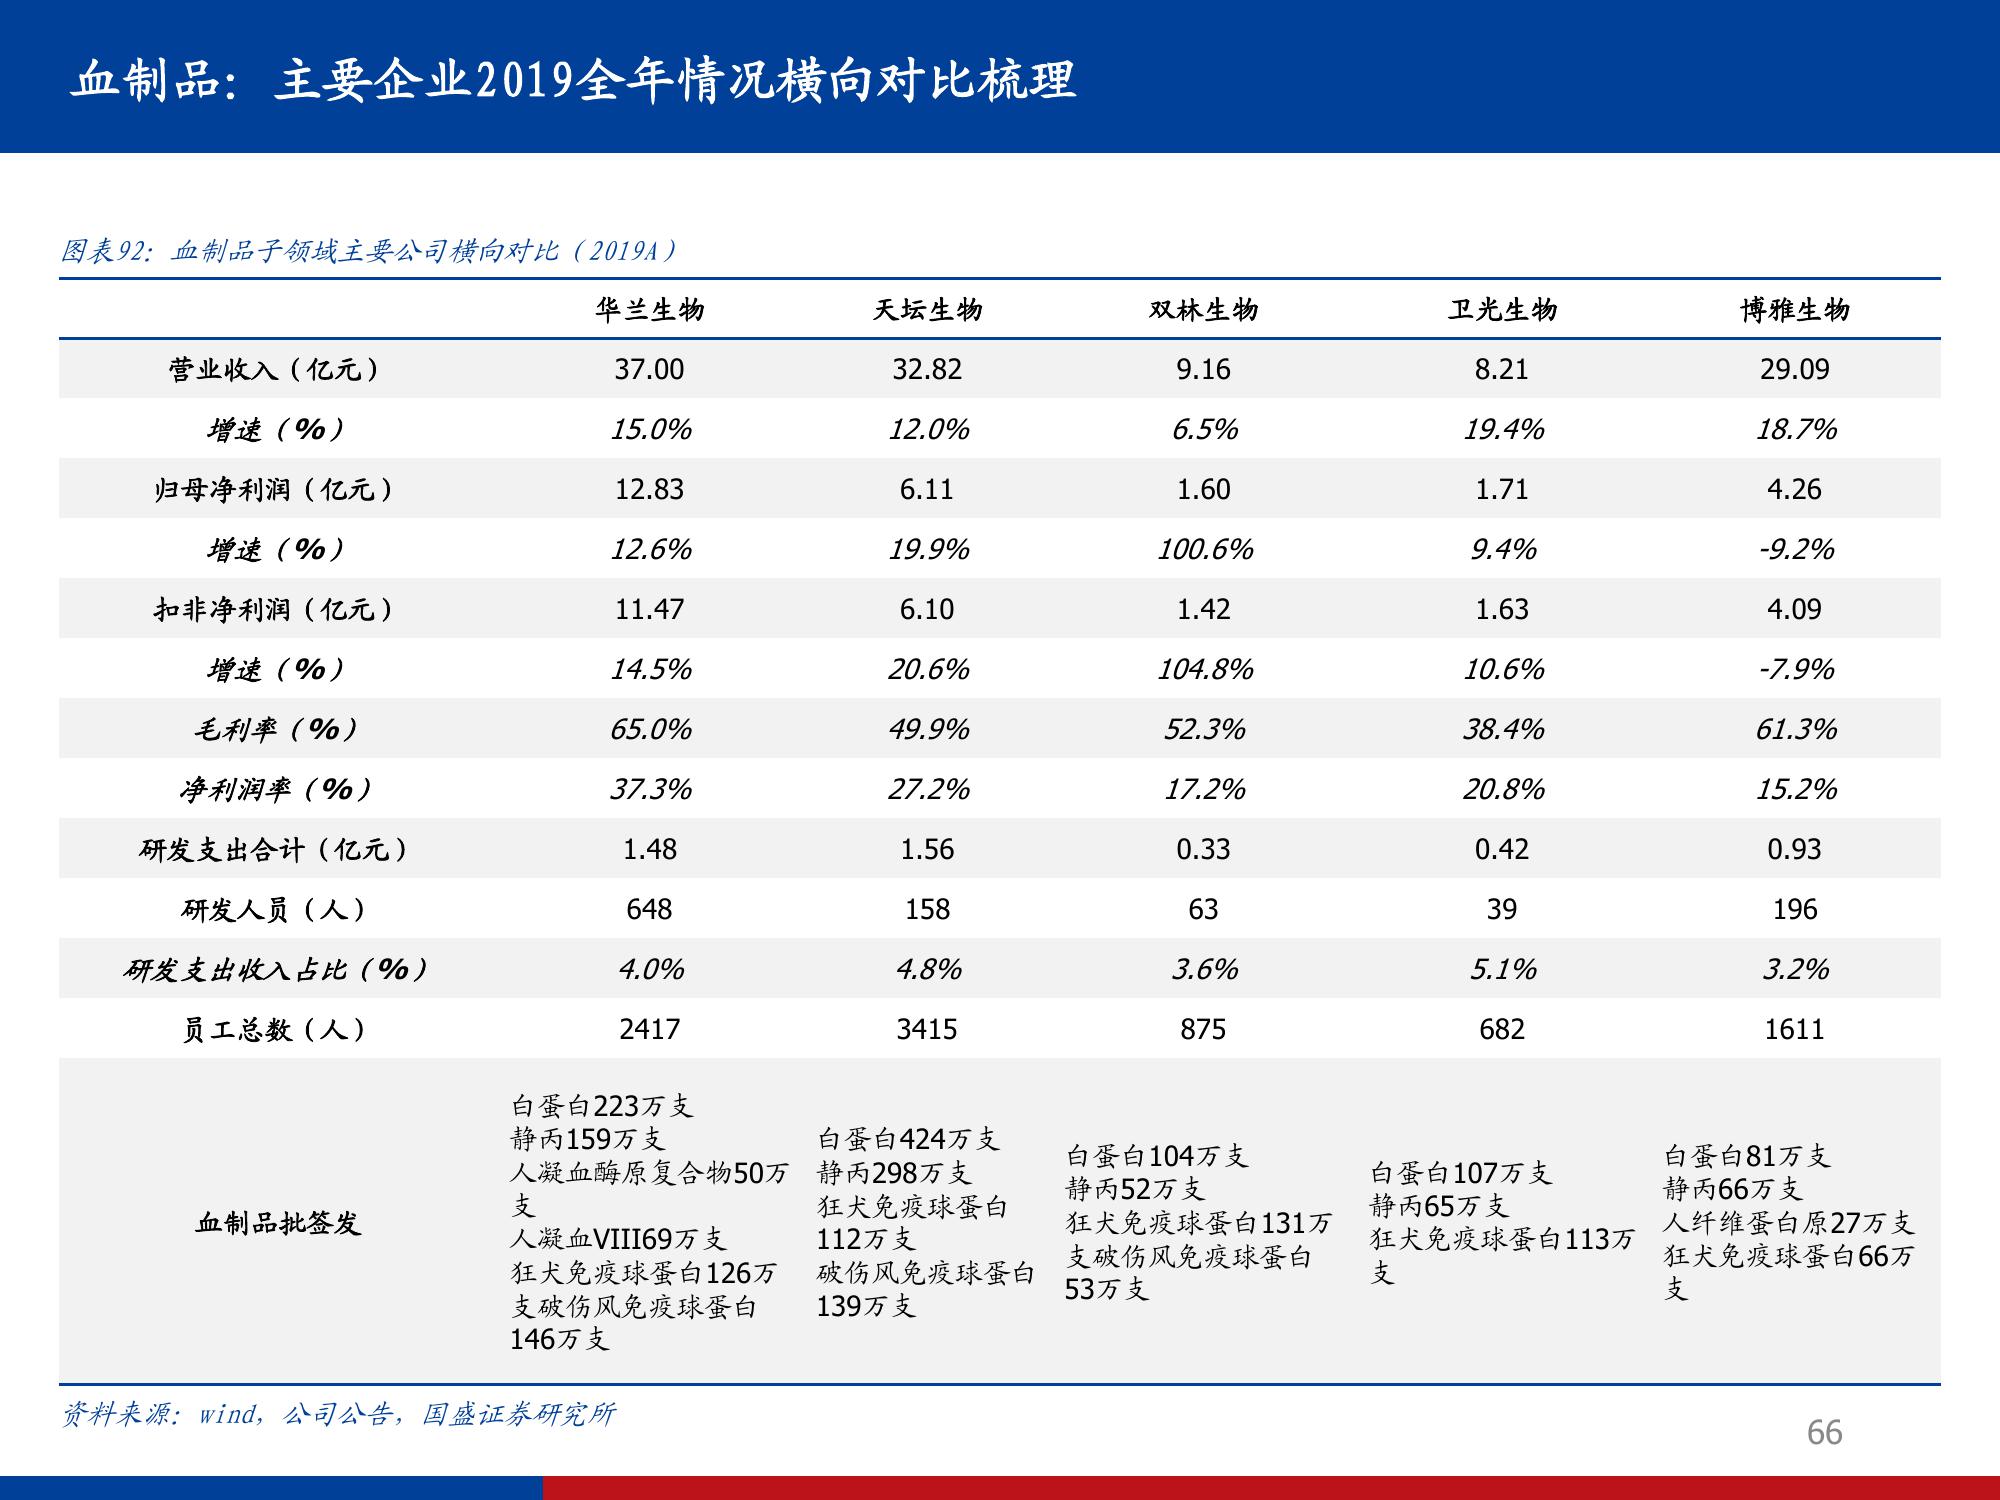 血制品：主要企业2019全年情况横向对比梳理
图表92：血制品子领域主要公司横向对比（2019A）
华兰生物 天坛生物 双林生物 卫光生物 博雅生物
营业收入（亿元） 37.00 32.82 9.16 8.21 29.09
增速（%） 15.0% 12.0% 6.5% 19.4% 18.7%
归母净利润（亿元） 12.83 6.11 1.60 1.71 4.26
增速（%） 12.6% 19.9% 100.6% 9.4% -9.2%
扣非净利润（亿元） 11.47 6.10 1.42 1.63 4.09
增速（%） 14.5% 20.6% 104.8% 10.6% -7.9%
毛利率（%） 65.0% 49.9% 52.3% 38.4% 61.3%
净利润率（%） 37.3% 27.2% 17.2% 20.8% 15.2%
研发支出合计（亿元） 1.48 1.56 0.33 0.42 0.93
研发人员（人） 648 158 63 39 196
研发支出收入占比（%） 4.0% 4.8% 3.6% 5.1% 3.2%
员工总数（人） 2417 3415 875 682 1611
血制品批签发
白蛋白223万支
静丙159万支
人凝血酶原复合物50万
支
人凝血VIII69万支
狂犬免疫球蛋白126万
支破伤风免疫球蛋白
146万支
白蛋白424万支
静丙298万支
狂犬免疫球蛋白
112万支
破伤风免疫球蛋白
139万支
白蛋白104万支
静丙52万支
狂犬免疫球蛋白131万
支破伤风免疫球蛋白
53万支
白蛋白107万支
静丙65万支
狂犬免疫球蛋白113万
支
白蛋白81万支
静丙66万支
人纤维蛋白原27万支
狂犬免疫球蛋白66万
支
资料来源：wind，公司公告，国盛证券研究所
66